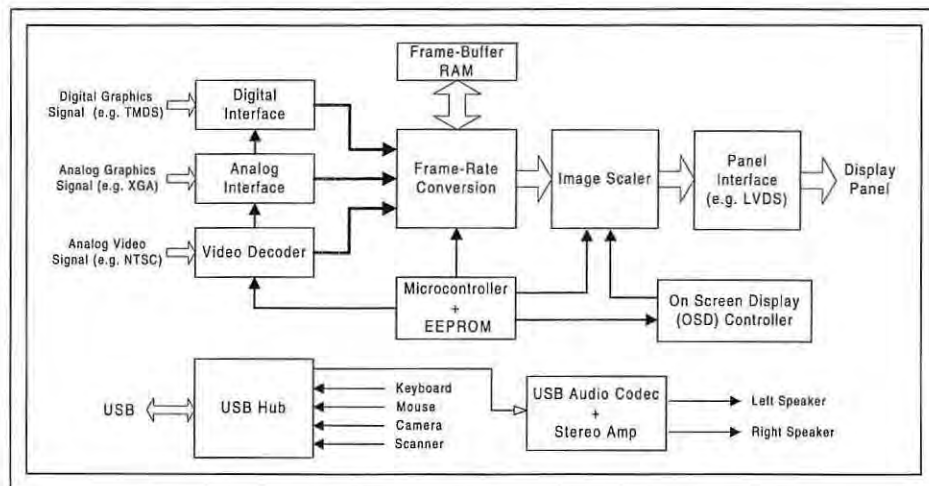 Frame-Buffer
RAM
Digital Graphics
Signal (e.g. TMDS)
Digital
Interface
Analog Graphics
Signal (e.g. XGA)
Analog
Interface
Frame-Rate
Conversion
Image Scaler
Panel
Interface
(e.g. LVDS)
Display
Panel
Analog Video
Signal (e.g. NTSC)
Video Decoder
Microcontroller
+
EEPROM
On Screen Display
(OSD) Controller
USB
USB Hub
Keyboard
Mouse
Camera
Scanner
USB Audio Codec
+
Stereo Amp
Left Speaker
Right Speaker